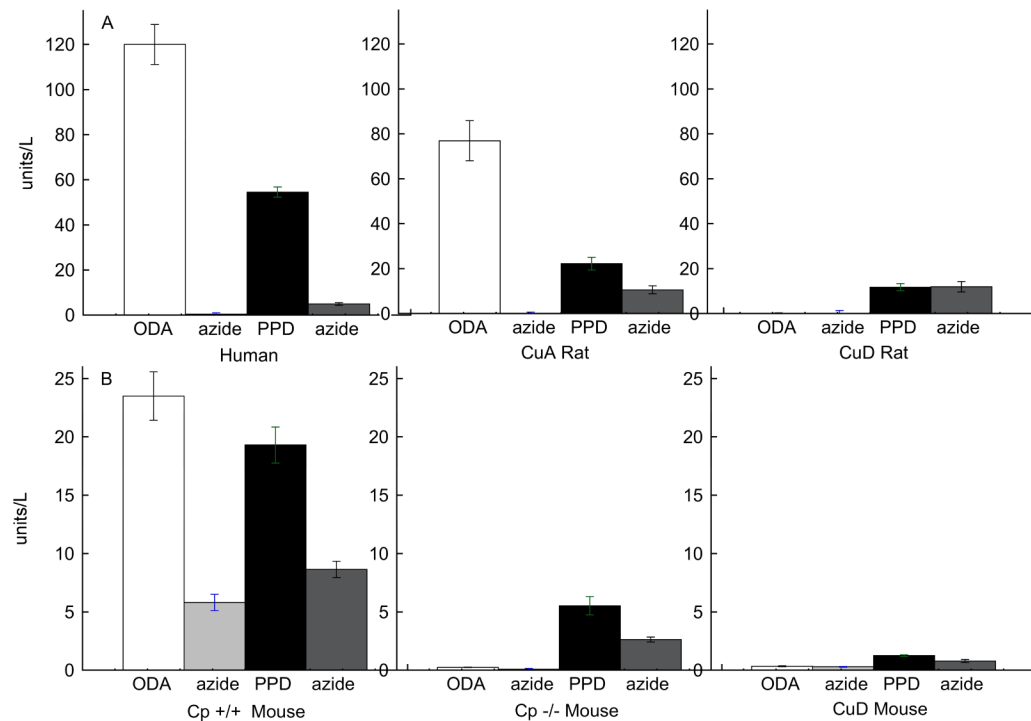 A
units/L
120
100
80
60
40
20
0
ODA azide PPD azide
Human
120
100
80
60
40
20
0
ODA azide PPD azide
CuA Rat
120
100
80
60
40
20
0
ODA azide PPD azide
CuD Rat
B
units/L
25
20
15
10
5
0
ODA azide PPD azide
Cp +/+ Mouse
25
20
15
10
5
0
ODA azide PPD azide
Cp -/- Mouse
25
20
15
10
5
0
ODA azide PPD azide
CuD Mouse